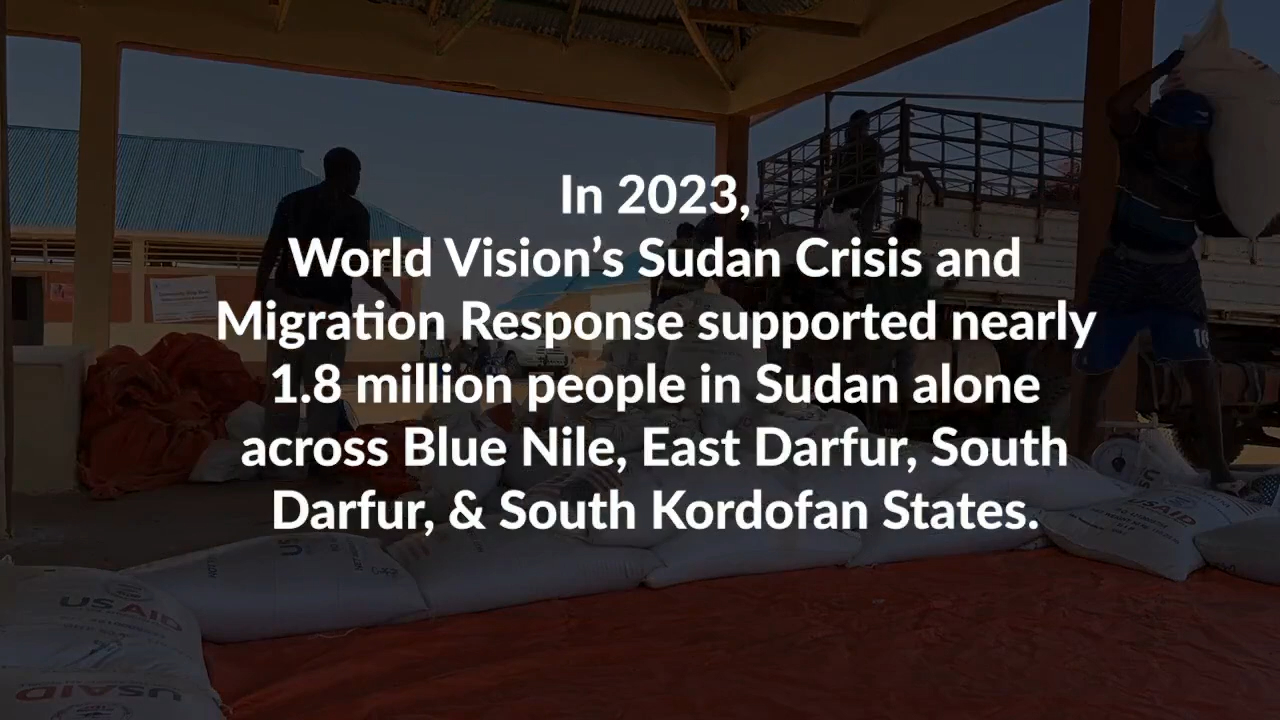 In 2023,
World Vision’s Sudan Crisis and
Migration Response supported nearly
1.8 million people in Sudan alone
across Blue Nile, East Darfur, South
Darfur, & South Kordofan States.
USAID
USAID
USAID